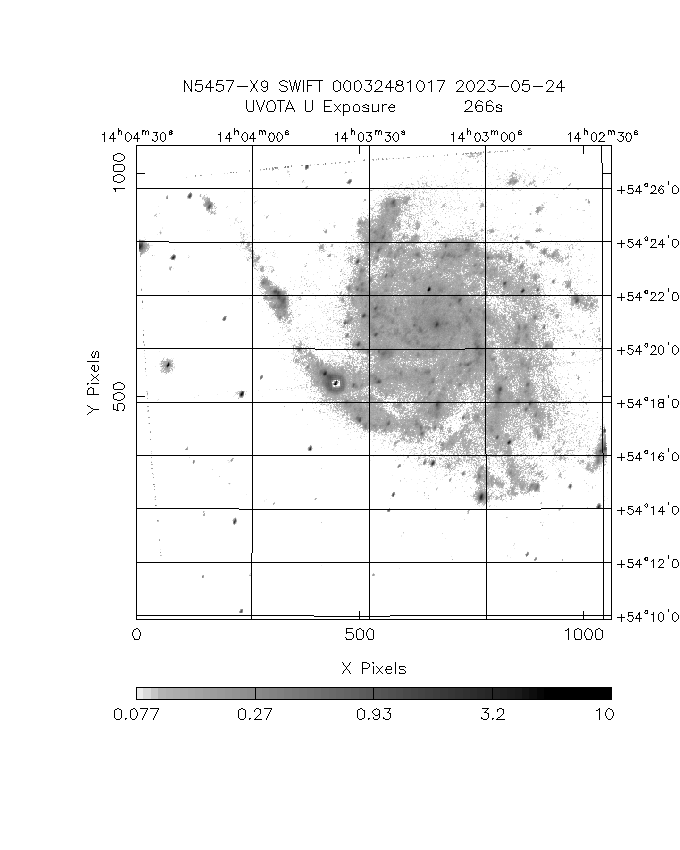 N5457-X9 SWIFT 00032481017 2023-05-24
UVOTA U Exposure 266s
14ʰ04ᵐ30ˢ 14ʰ04ᵐ00ˢ 14ʰ03ᵐ30ˢ 14ʰ03ᵐ00ˢ 14ʰ02ᵐ30ˢ
1000
+54°26'0
+54°24'0
+54°22'0
+54°20'0
Y Pixels
500
+54°18'0
+54°16'0
+54°14'0
+54°12'0
+54°10'0
0 500 1000
X Pixels
0.077 0.27 0.93 3.2 10